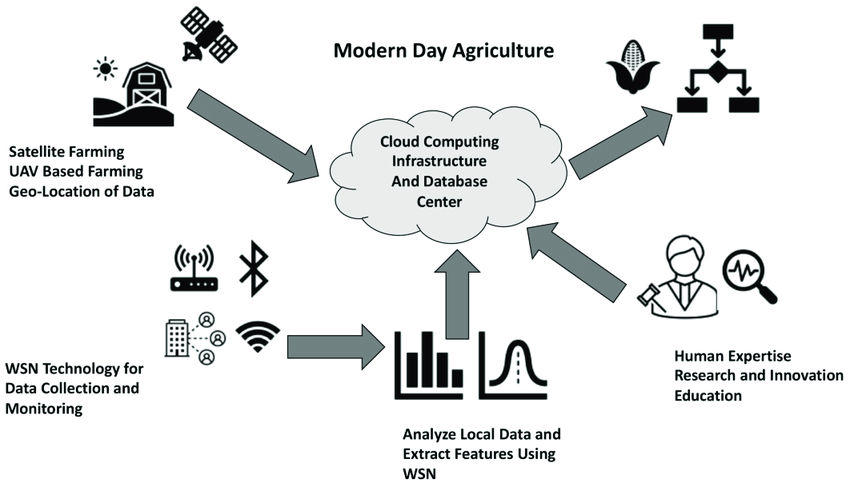 Modern Day Agriculture
Satellite Farming
UAV Based Farming
Geo-Location of Data
Cloud Computing
Infrastructure
And Database
Center
WSN Technology for
Data Collection and
Monitoring
Analyze Local Data and
Extract Features Using
WSN
Human Expertise
Research and Innovation
Education